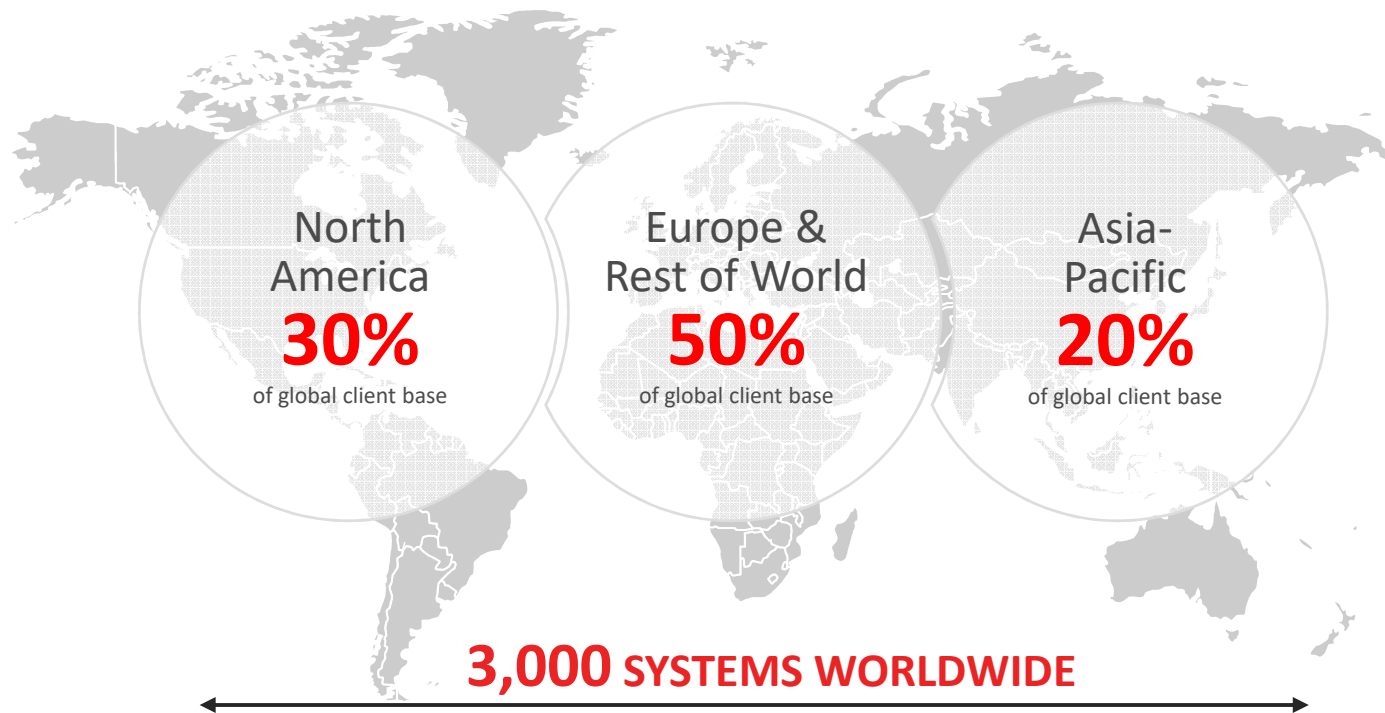 North
America
30%
of global client base
Europe &
Rest of World
50%
of global client base
Asia-
Pacific
20%
of global client base
3,000 SYSTEMS WORLDWIDE